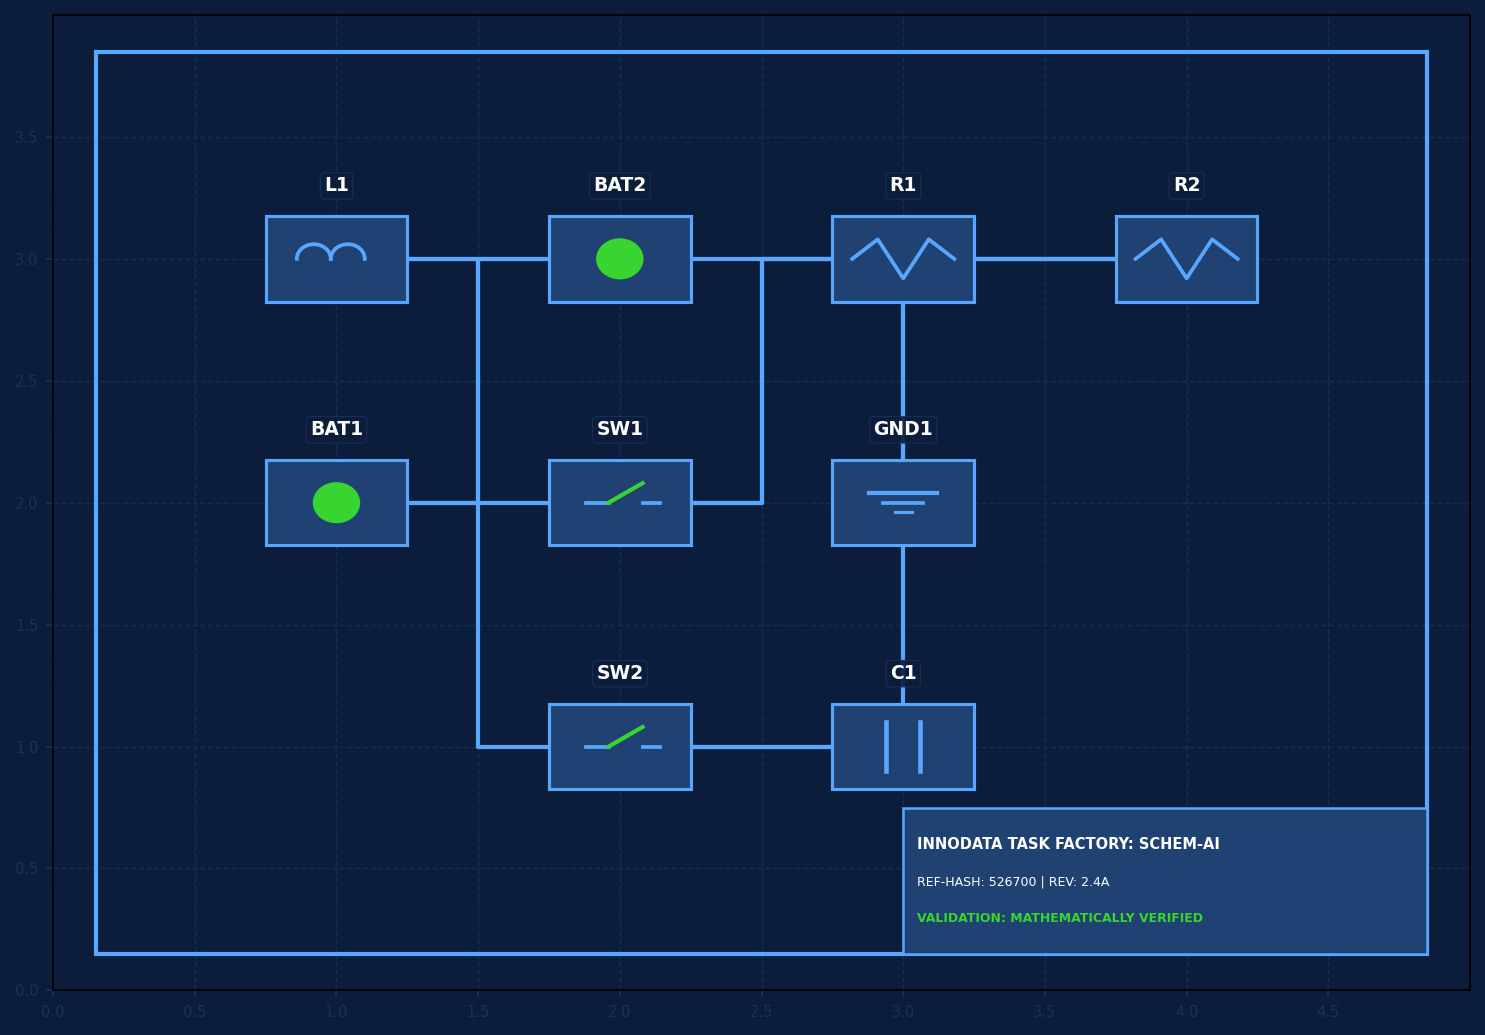 L1
BAT2
R1
R2
BAT1
SW1
GND1
SW2
C1
INNODATA TASK FACTORY: SCHEM-AI
REF-HASH: 526700 | REV: 2.4A
VALIDATION: MATHEMATICALLY VERIFIED
3.5
3.0
2.5
2.0
1.5
1.0
0.5
0.0
0.0 0.5 1.0 1.5 2.0 2.5 3.0 3.5 4.0 4.5